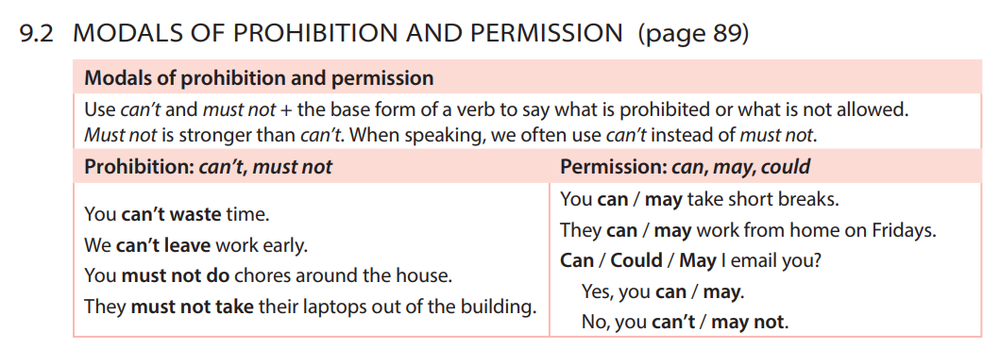 9.2 MODALS OF PROHIBITION AND PERMISSION (page 89)
Modals of prohibition and permission
Use can't and must not + the base form of a verb to say what is prohibited or what is not allowed.
Must not is stronger than can't. When speaking, we often use can't instead of must not.
Prohibition: can't, must not
You can't waste time.
We can't leave work early.
You must not do chores around the house.
They must not take their laptops out of the building.
Permission: can, may, could
You can / may take short breaks.
They can / may work from home on Fridays.
Can / Could / May I email you?
Yes, you can / may.
No, you can't / may not.